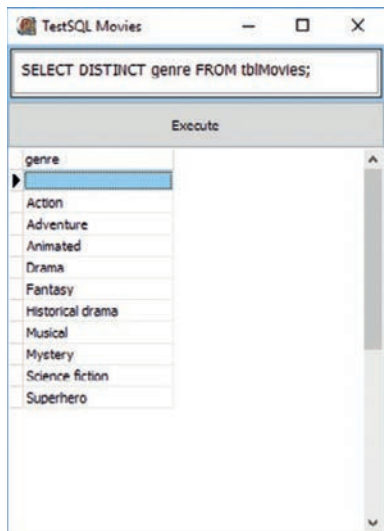 TestSQL Movies
SELECT DISTINCT genre FROM tblMovies;
Execute
genre
Action
Adventure
Animated
Drama
Fantasy
Historical drama
Musical
Mystery
Science fiction
Superhero